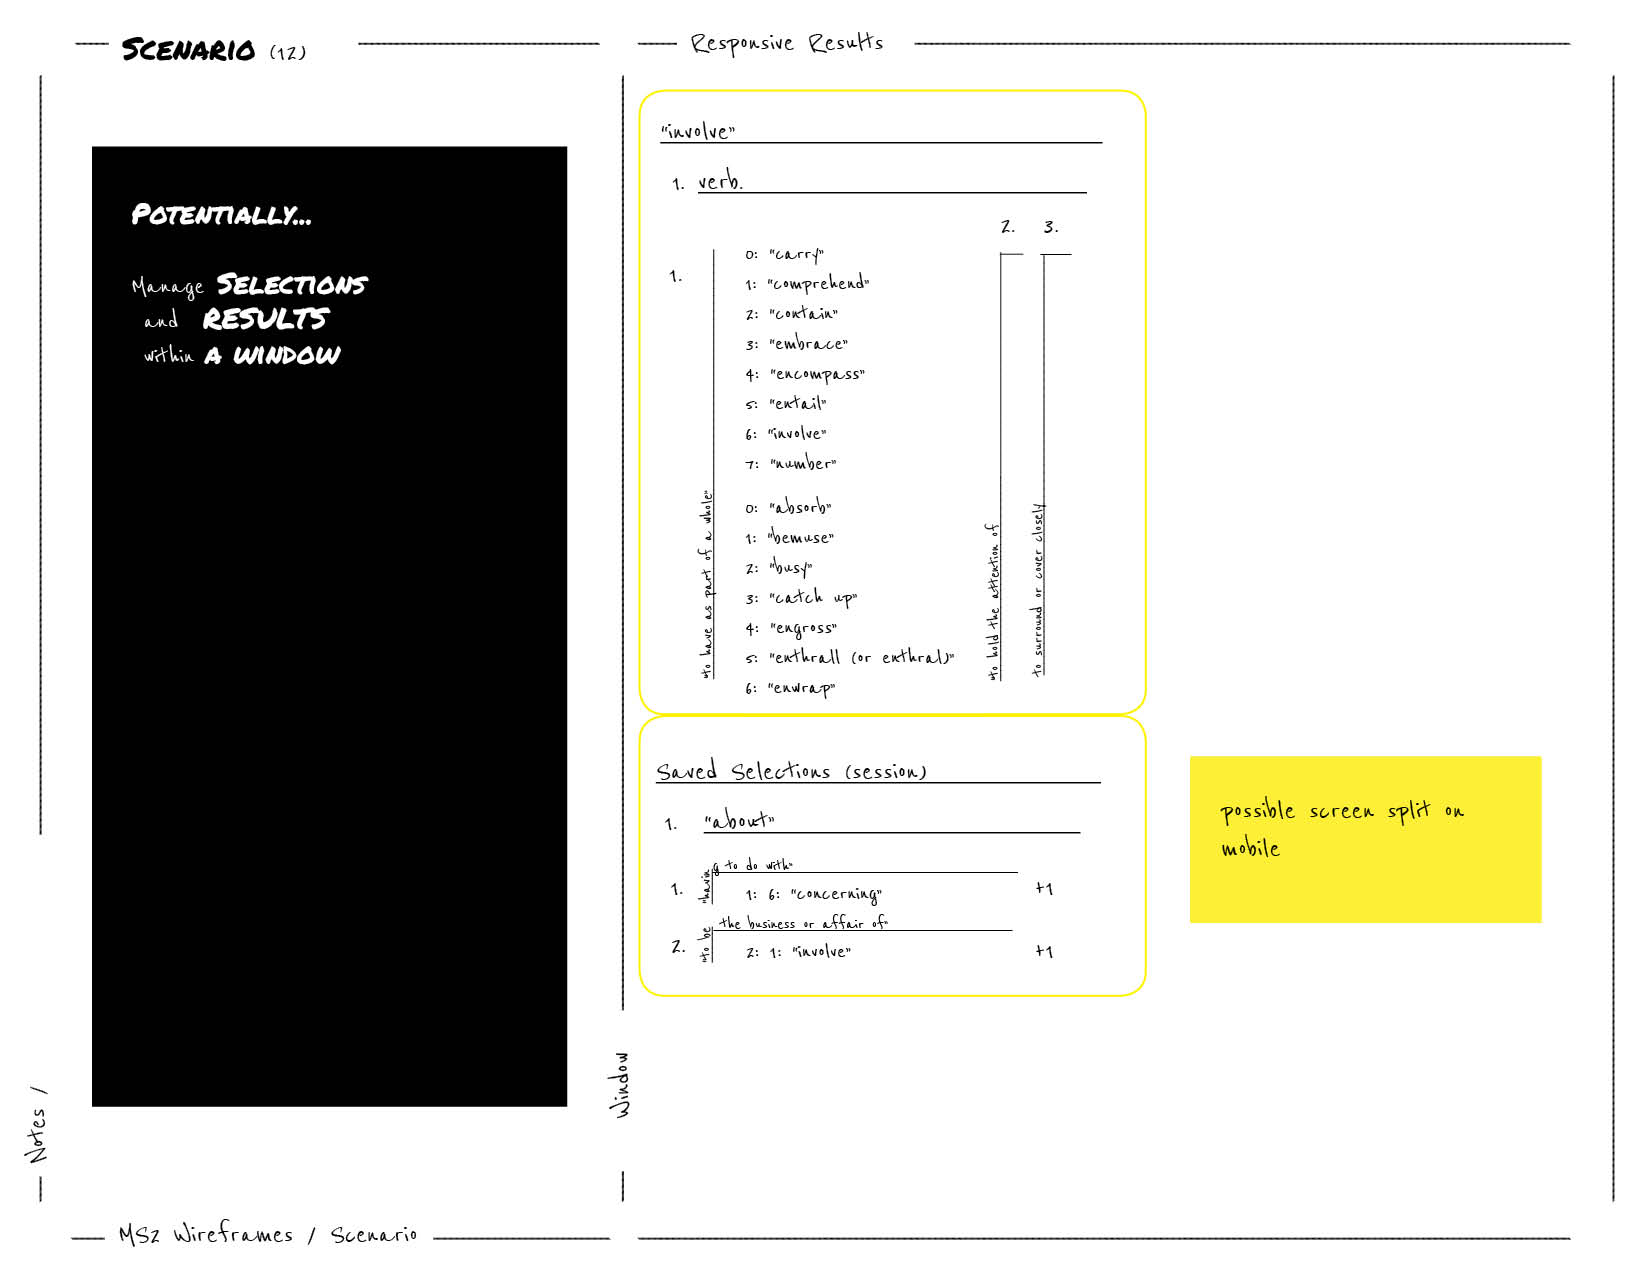 SCENARIO (12)
Responsive Results
POTENTIALLY...
Manage SELECTIONS
and RESULTS
within A WINDOW
"involve"
1. verb.
2. 3.
1.
0: "carry"
1: "comprehend"
2: "contain"
3: "embrace"
4: "encompass"
5: "entail"
6: "involve"
7: "number"
0: "absorb"
1: "bemuse"
2: "busy"
3: "catch up"
4: "engross"
5: "enthrall (or enthral)"
6: "enwrap"
"to have as part of a whole"
"to hold the attention of
to surround or cover closely
Saved Selections (session)
1. "about"
"having to do with"
1. 1: 6: "concerning" +1
"to be the business or affair of"
2. 2: 1: "involve" +1
possible screen split on
mobile
Notes /
Window
MS2 Wireframes / Scenario